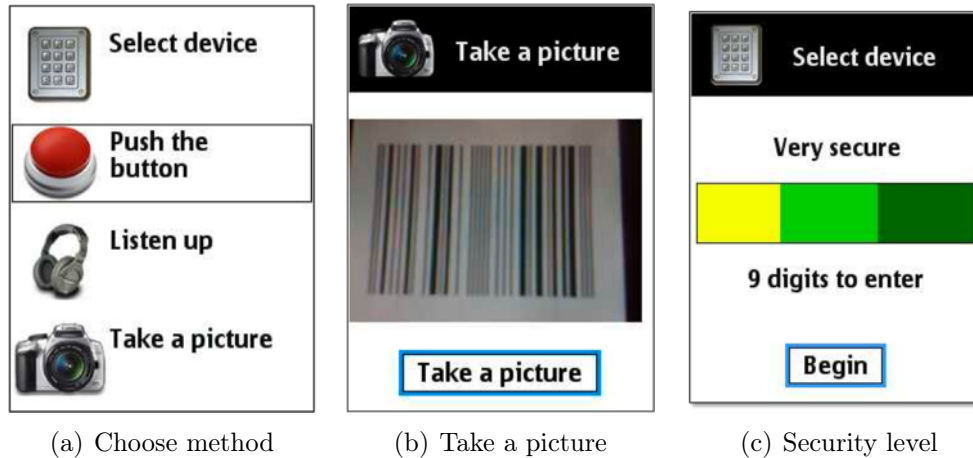 Select device
Push the
button
Listen up
Take a picture
(a) Choose method
Take a picture
Take a picture
(b) Take a picture
Select device
Very secure
9 digits to enter
Begin
(c) Security level